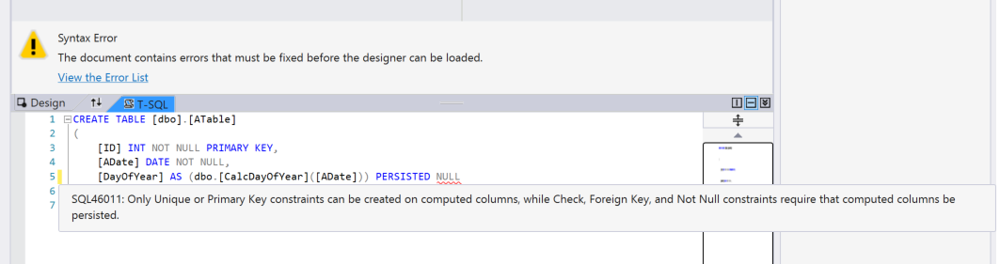 Syntax Error
The document contains errors that must be fixed before the designer can be loaded.
View the Error List
Design
T-SQL
1 CREATE TABLE [dbo].[ATable]
2 (
3 [ID] INT NOT NULL PRIMARY KEY,
4 [ADate] DATE NOT NULL,
5 [DayOfYear] AS (dbo.[CalcDayOfYear]([ADate])) PERSISTED NULL
6
7
SQL46011: Only Unique or Primary Key constraints can be created on computed columns, while Check, Foreign Key, and Not Null constraints require that computed columns be
persisted.